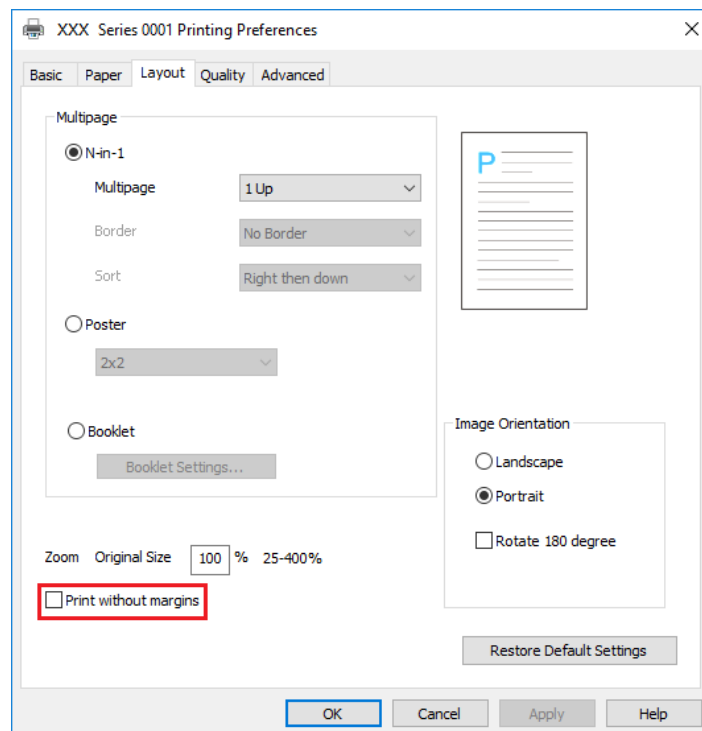 XXX Series 0001 Printing Preferences
Basic Paper Layout Quality Advanced
Multipage
N-in-1
Multipage 1 Up
Border No Border
Sort Right then down
Poster
2x2
Booklet
Booklet Settings...
P
Image Orientation
Landscape
Portrait
Rotate 180 degree
Zoom Original Size 100 % 25-400%
Print without margins
Restore Default Settings
OK Cancel Apply Help